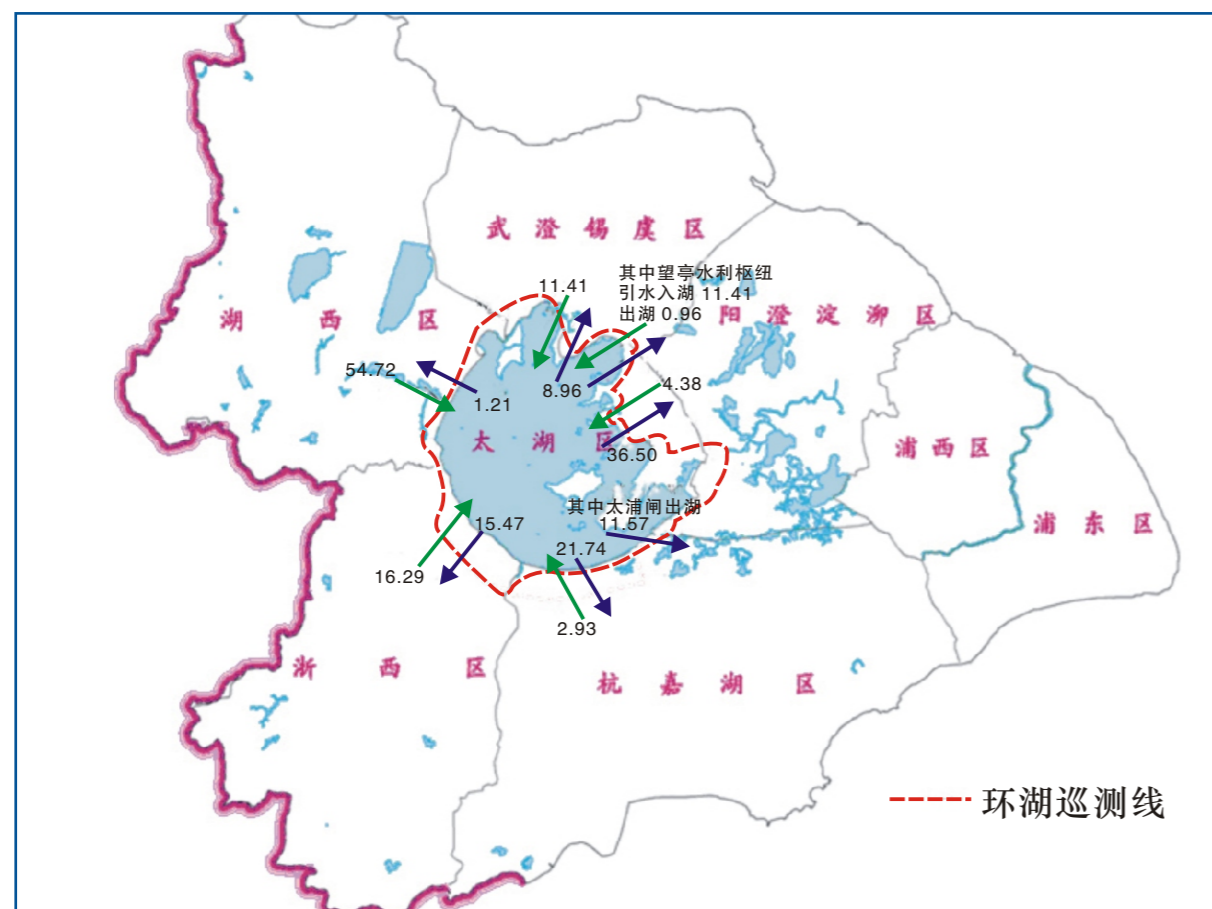 武澄锡虞区
其中望亭水利枢纽
引水入湖 11.41
出湖 0.96
11.41
湖西区
阳澄淀泖区
54.72
1.21
8.96
4.38
太湖区
36.50
浦西区
其中太浦闸出湖
11.57
15.47
21.74
浦东区
16.29
2.93
浙西区
杭嘉湖区
环湖巡测线